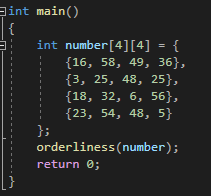 int main()
{
int number[4][4] = {
{16, 58, 49, 36},
{3, 25, 48, 25},
{18, 32, 6, 56},
{23, 54, 48, 5}
};
orderliness(number);
return 0;
}